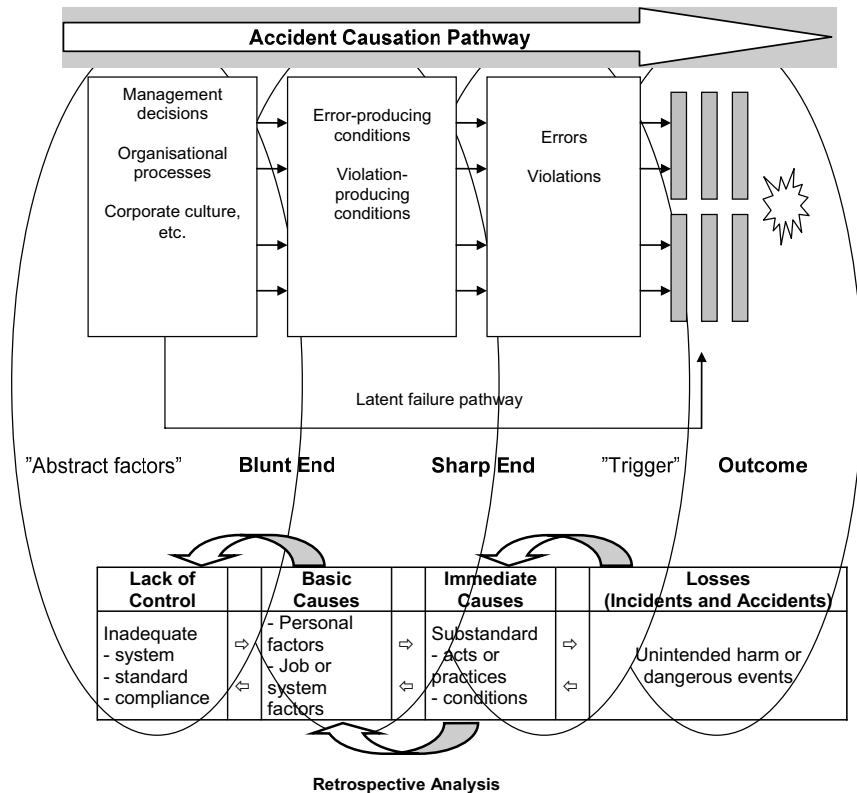 Accident Causation Pathway
Management
decisions
Organisational
processes
Corporate culture,
etc.
Error-producing
conditions
Violation-
producing
conditions
Errors
Violations
Latent failure pathway
”Abstract factors” Blunt End Sharp End ”Trigger” Outcome
Lack of
Control
Basic
Causes
Immediate
Causes
Losses
(Incidents and Accidents)
Inadequate
- system
- standard
- compliance
- Personal
factors
- Job or
system
factors
Substandard
- acts or
practices
- conditions
Unintended harm or
dangerous events
Retrospective Analysis